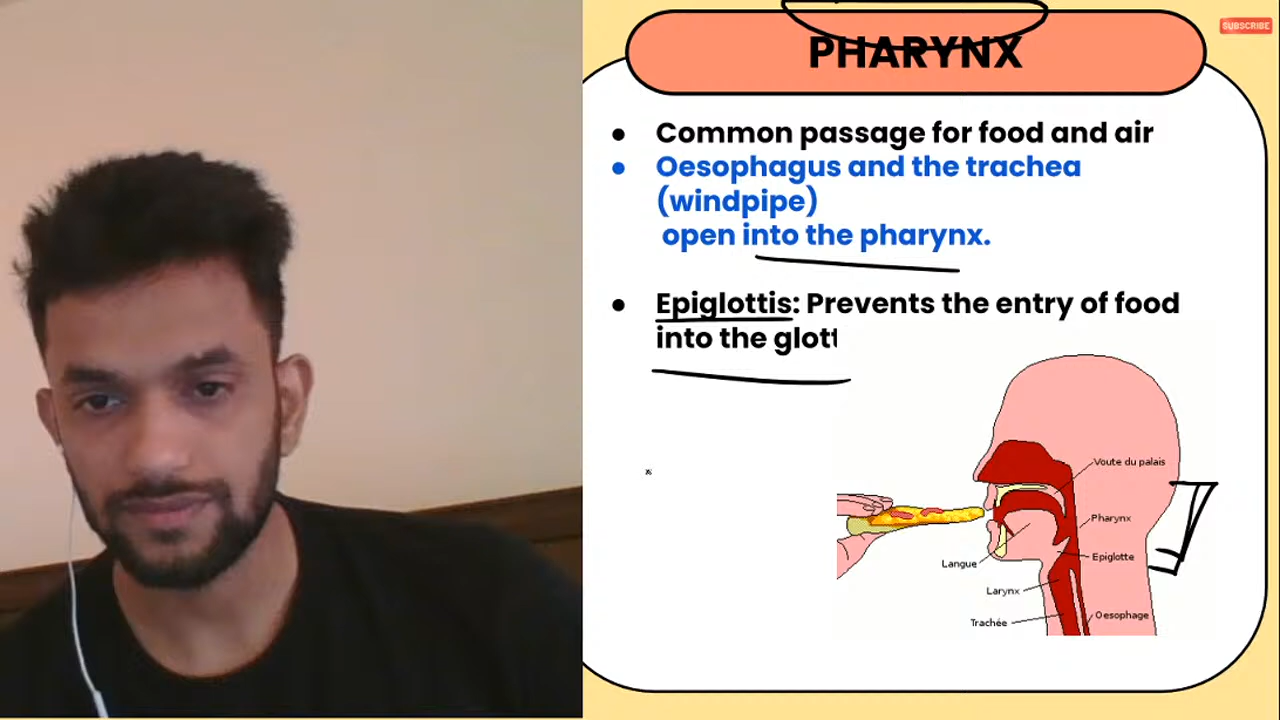 SUBSCRIBE
PHARYNX
Common passage for food and air
Oesophagus and the trachea
(windpipe)
open into the pharynx.
Epiglottis: Prevents the entry of food
into the glott
Voute du palais
Pharynx
Epiglotte
Langue
Larynx
Oesophage
Trachée